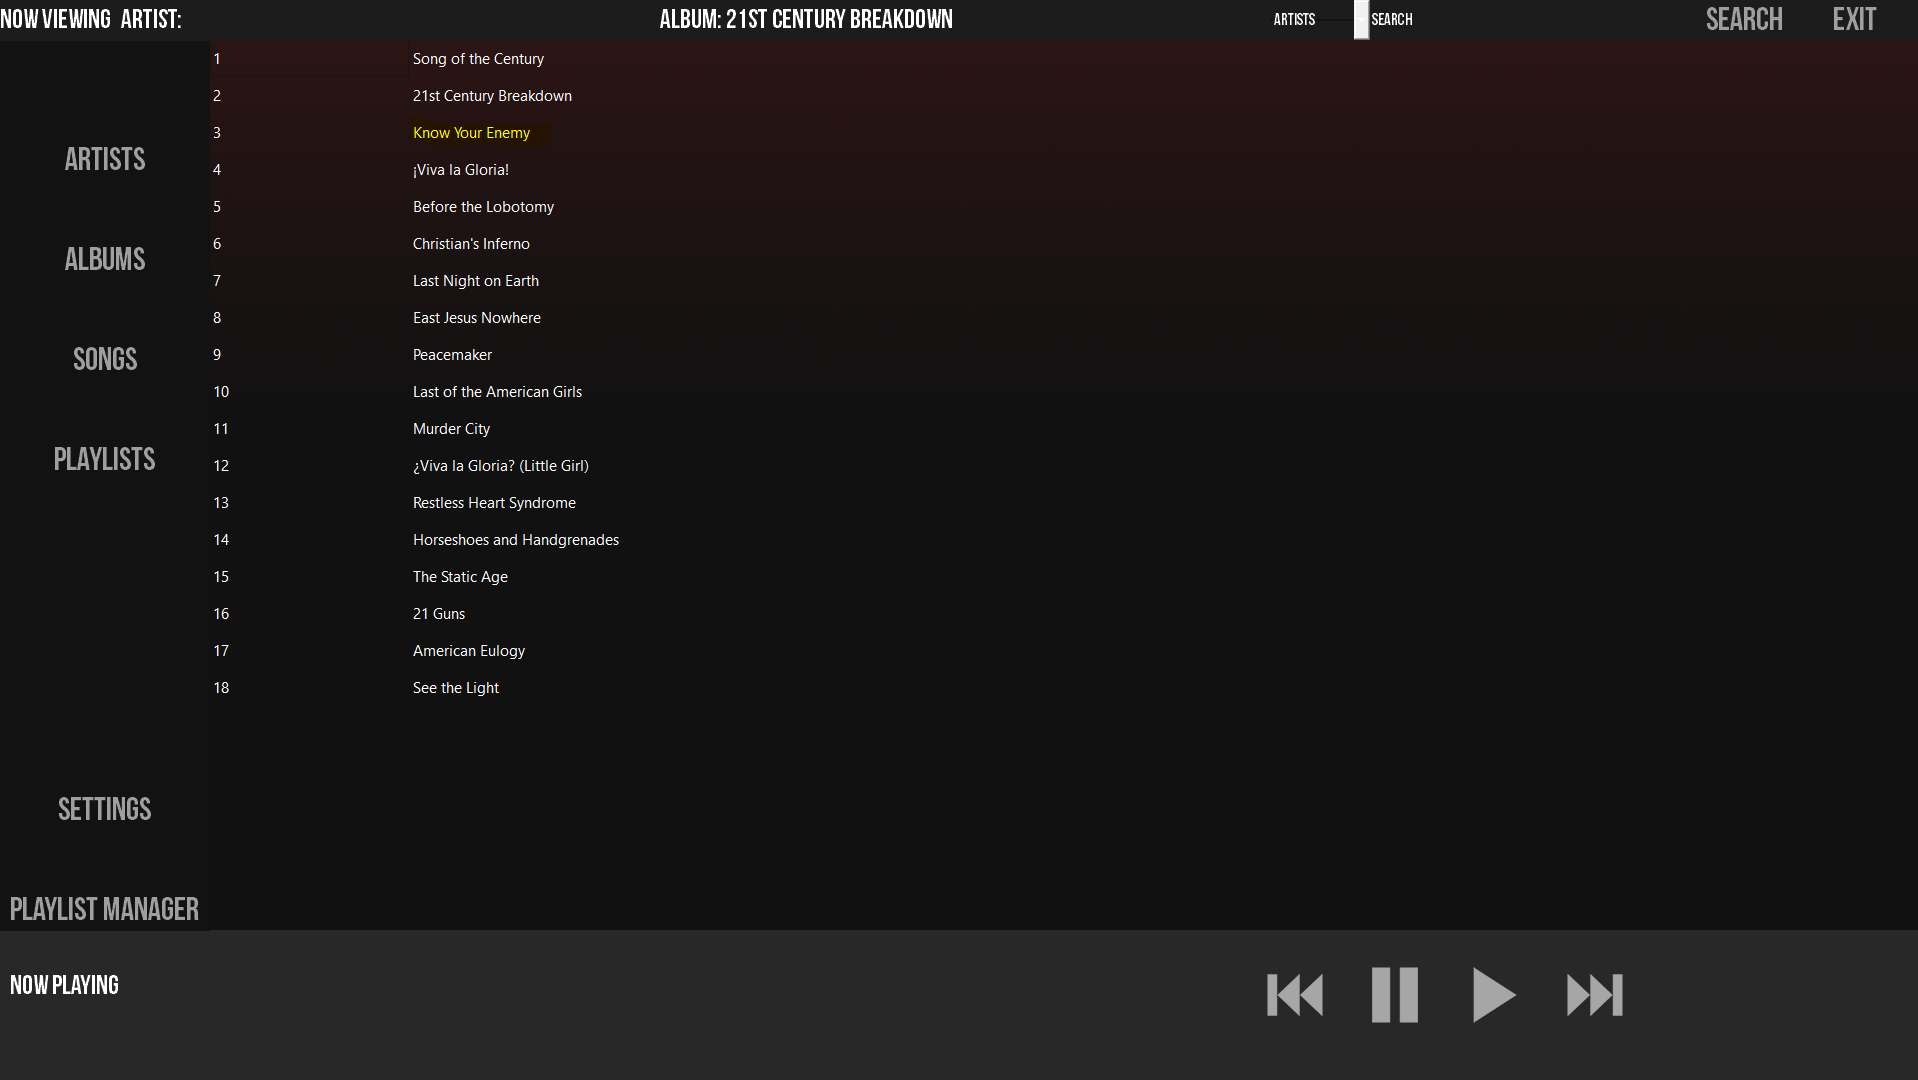 NOW VIEWING ARTIST: ALBUM: 21ST CENTURY BREAKDOWN ARTISTS SEARCH SEARCH EXIT
1 Song of the Century
2 21st Century Breakdown
3 Know Your Enemy
4 ¡Viva la Gloria!
5 Before the Lobotomy
6 Christian's Inferno
7 Last Night on Earth
8 East Jesus Nowhere
9 Peacemaker
10 Last of the American Girls
11 Murder City
12 ¿Viva la Gloria? (Little Girl)
13 Restless Heart Syndrome
14 Horseshoes and Handgrenades
15 The Static Age
16 21 Guns
17 American Eulogy
18 See the Light
ARTISTS
ALBUMS
SONGS
PLAYLISTS
SETTINGS
PLAYLIST MANAGER
NOW PLAYING